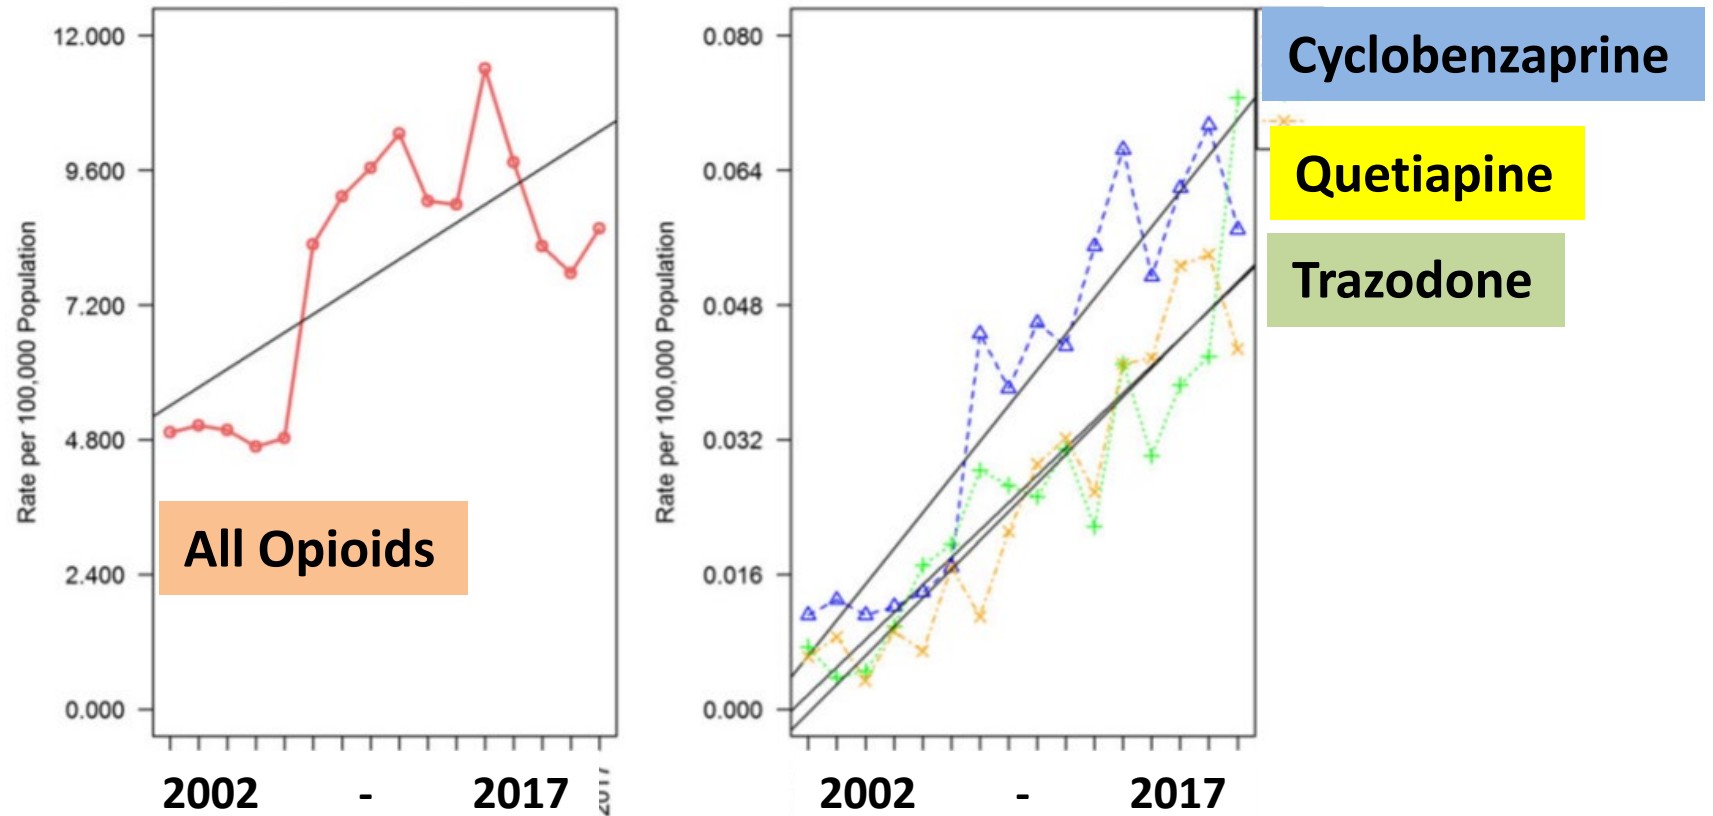 12.000
9.600
7.200
4.800
2.400
0.000
Rate per 100,000 Population
All Opioids
2002 - 2017
2017
0.080
0.064
0.048
0.032
0.016
0.000
Rate per 100,000 Population
2002 - 2017
Cyclobenzaprine
Quetiapine
Trazodone